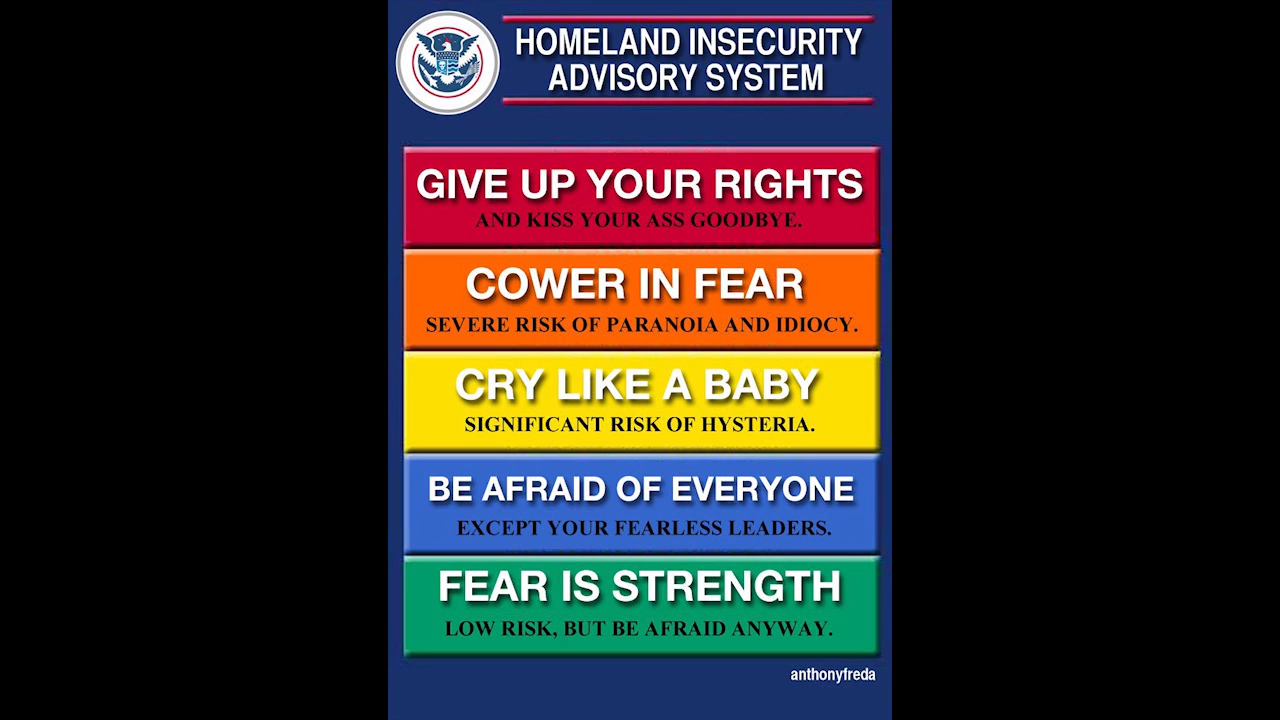 HOMELAND INSECURITY
ADVISORY SYSTEM
GIVE UP YOUR RIGHTS
AND KISS YOUR ASS GOODBYE.
COWER IN FEAR
SEVERE RISK OF PARANOIA AND IDIOCY.
CRY LIKE A BABY
SIGNIFICANT RISK OF HYSTERIA.
BE AFRAID OF EVERYONE
EXCEPT YOUR FEARLESS LEADERS.
FEAR IS STRENGTH
LOW RISK, BUT BE AFRAID ANYWAY.
anthonyfreda